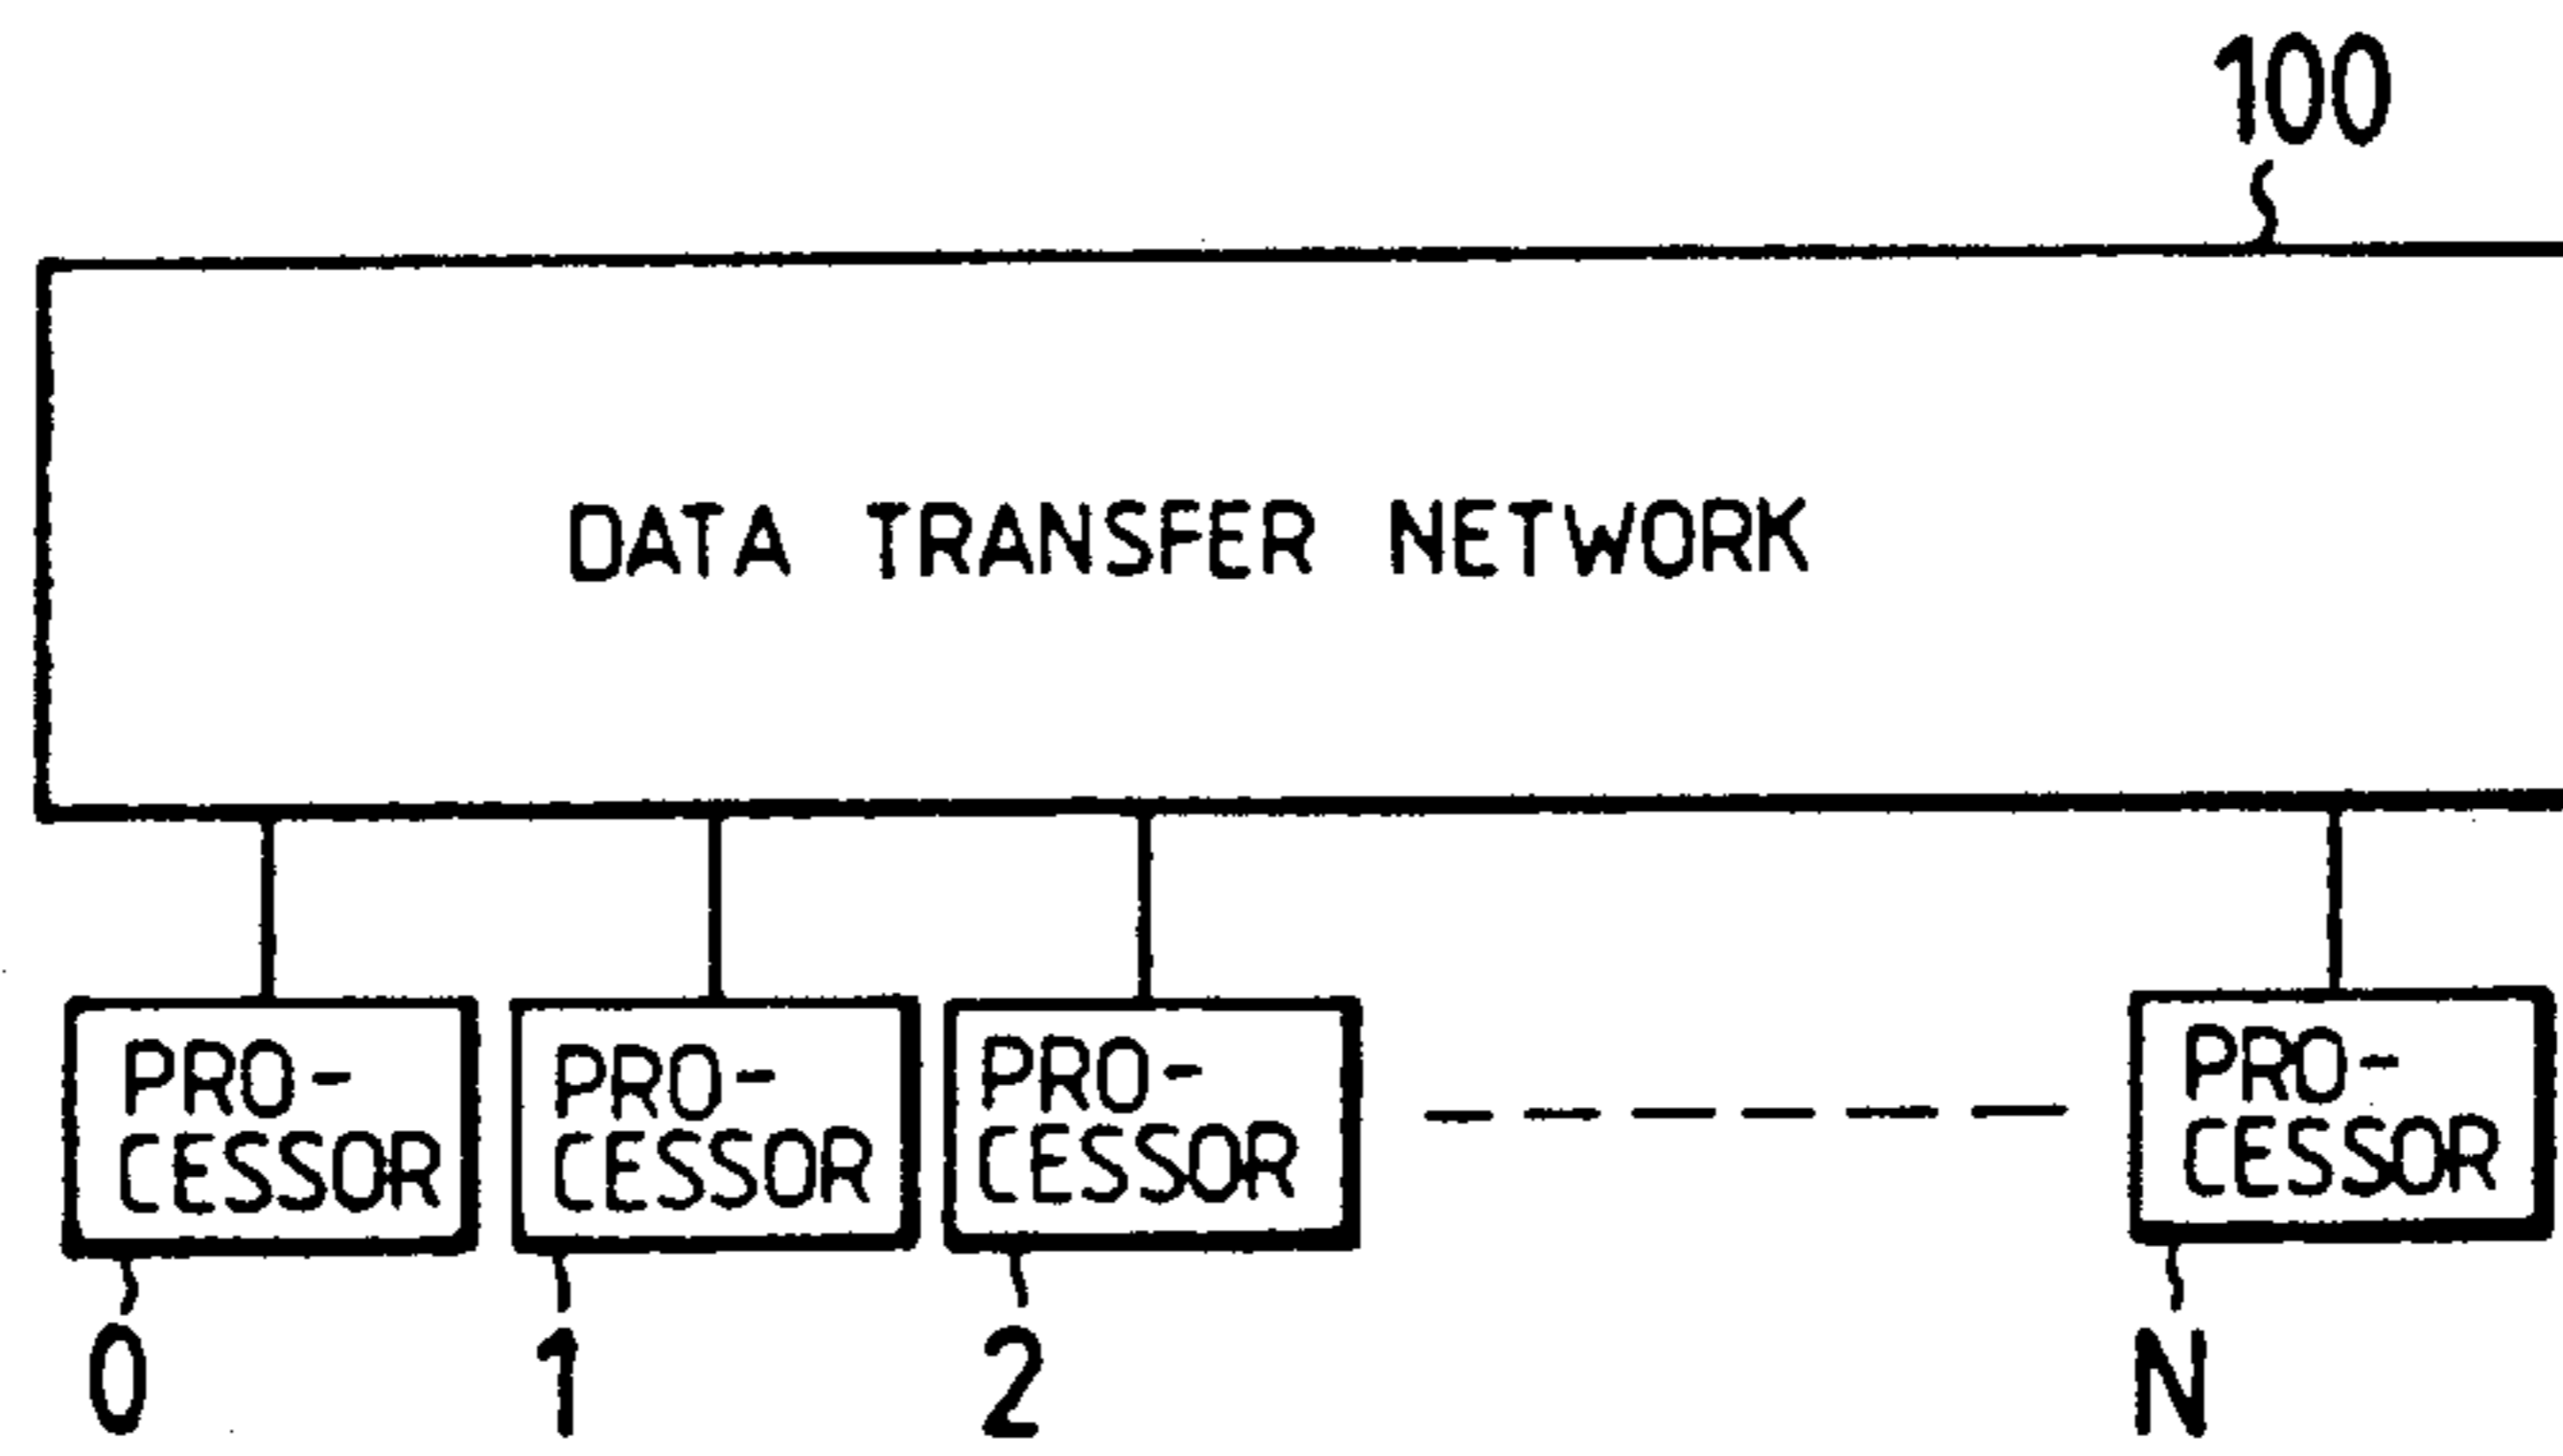 100
DATA TRANSFER NETWORK
PRO-
CESSOR
PRO-
CESSOR
PRO-
CESSOR
PRO-
CESSOR
0
1
2
N